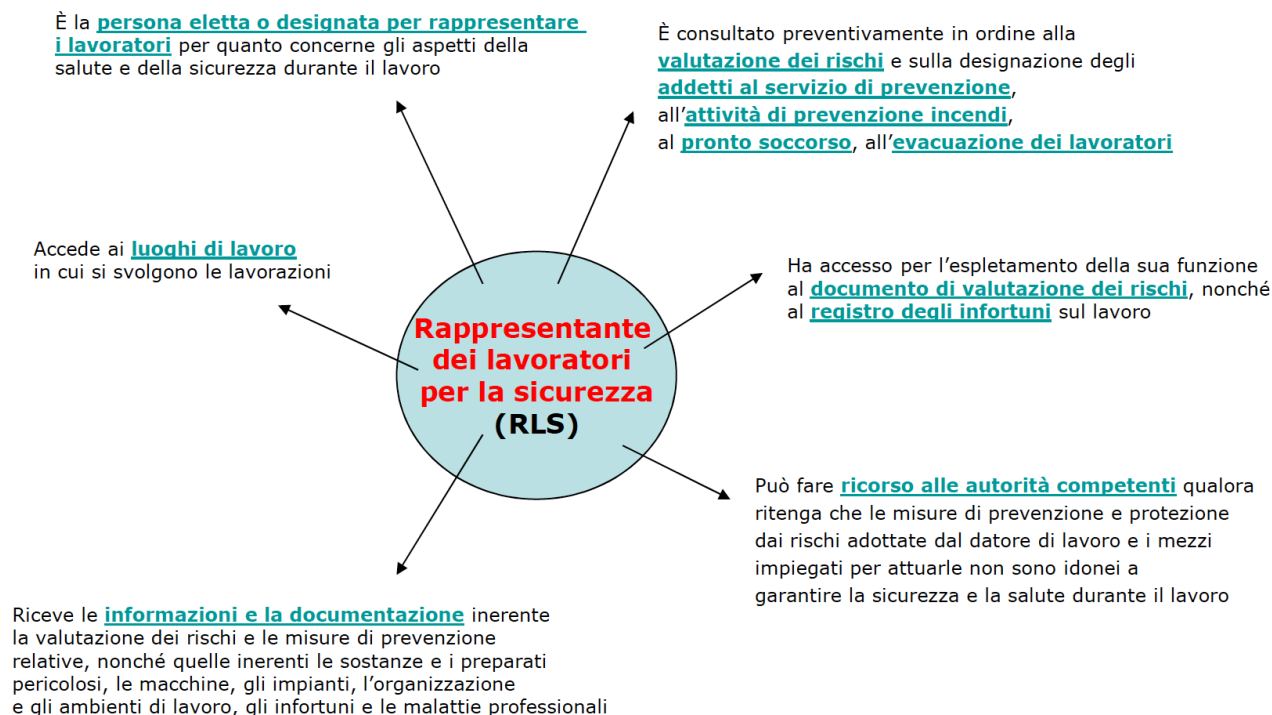 È la persona eletta o designata per rappresentare
i lavoratori per quanto concerne gli aspetti della
salute e della sicurezza durante il lavoro
È consultato preventivamente in ordine alla
valutazione dei rischi e sulla designazione degli
addetti al servizio di prevenzione,
all’attività di prevenzione incendi,
al pronto soccorso, all’evacuazione dei lavoratori
Accede ai luoghi di lavoro
in cui si svolgono le lavorazioni
Ha accesso per l’espletamento della sua funzione
al documento di valutazione dei rischi, nonché
al registro degli infortuni sul lavoro
Rappresentante
dei lavoratori
per la sicurezza
(RLS)
Può fare ricorso alle autorità competenti qualora
ritenga che le misure di prevenzione e protezione
dai rischi adottate dal datore di lavoro e i mezzi
impiegati per attuarle non sono idonei a
garantire la sicurezza e la salute durante il lavoro
Riceve le informazioni e la documentazione inerente
la valutazione dei rischi e le misure di prevenzione
relative, nonché quelle inerenti le sostanze e i preparati
pericolosi, le macchine, gli impianti, l’organizzazione
e gli ambienti di lavoro, gli infortuni e le malattie professionali